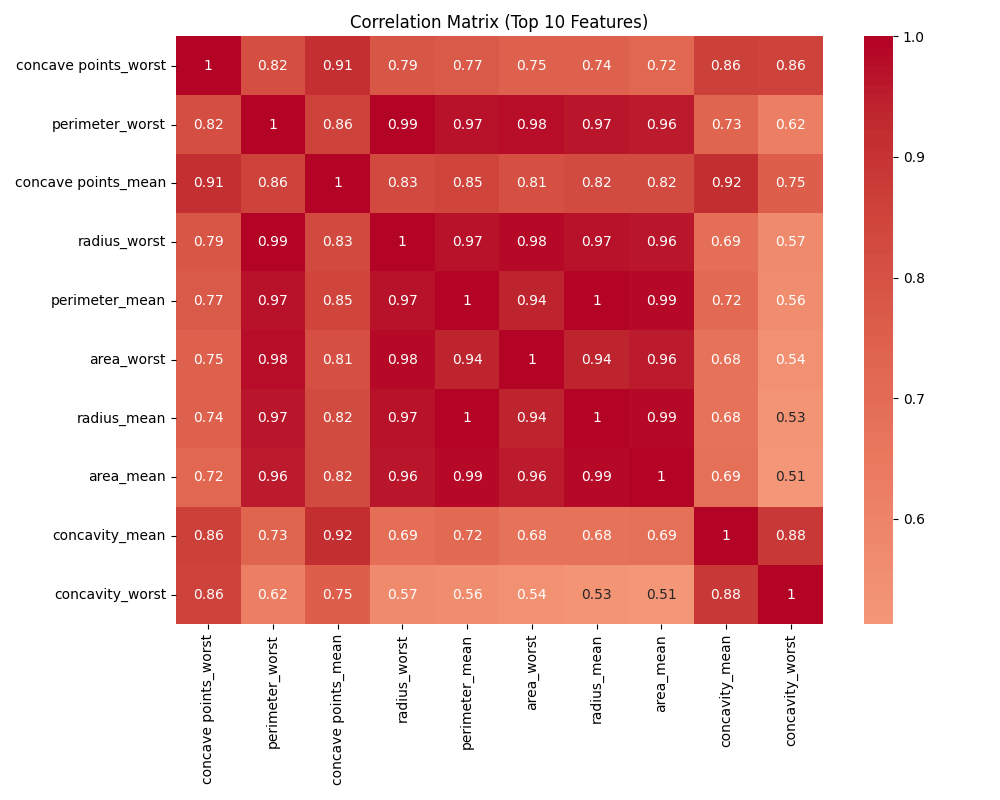 Correlation Matrix (Top 10 Features)
concave points_worst 1 0.82 0.91 0.79 0.77 0.75 0.74 0.72 0.86 0.86
perimeter_worst 0.82 1 0.86 0.99 0.97 0.98 0.97 0.96 0.73 0.62
concave points_mean 0.91 0.86 1 0.83 0.85 0.81 0.82 0.82 0.92 0.75
radius_worst 0.79 0.99 0.83 1 0.97 0.98 0.97 0.96 0.69 0.57
perimeter_mean 0.77 0.97 0.85 0.97 1 0.94 1 0.99 0.72 0.56
area_worst 0.75 0.98 0.81 0.98 0.94 1 0.94 0.96 0.68 0.54
radius_mean 0.74 0.97 0.82 0.97 1 0.94 1 0.99 0.68 0.53
area_mean 0.72 0.96 0.82 0.96 0.99 0.96 0.99 1 0.69 0.51
concavity_mean 0.86 0.73 0.92 0.69 0.72 0.68 0.68 0.69 1 0.88
concavity_worst 0.86 0.62 0.75 0.57 0.56 0.54 0.53 0.51 0.88 1
concave points_worst
perimeter_worst
concave points_mean
radius_worst
perimeter_mean
area_worst
radius_mean
area_mean
concavity_mean
concavity_worst
1.0
0.9
0.8
0.7
0.6